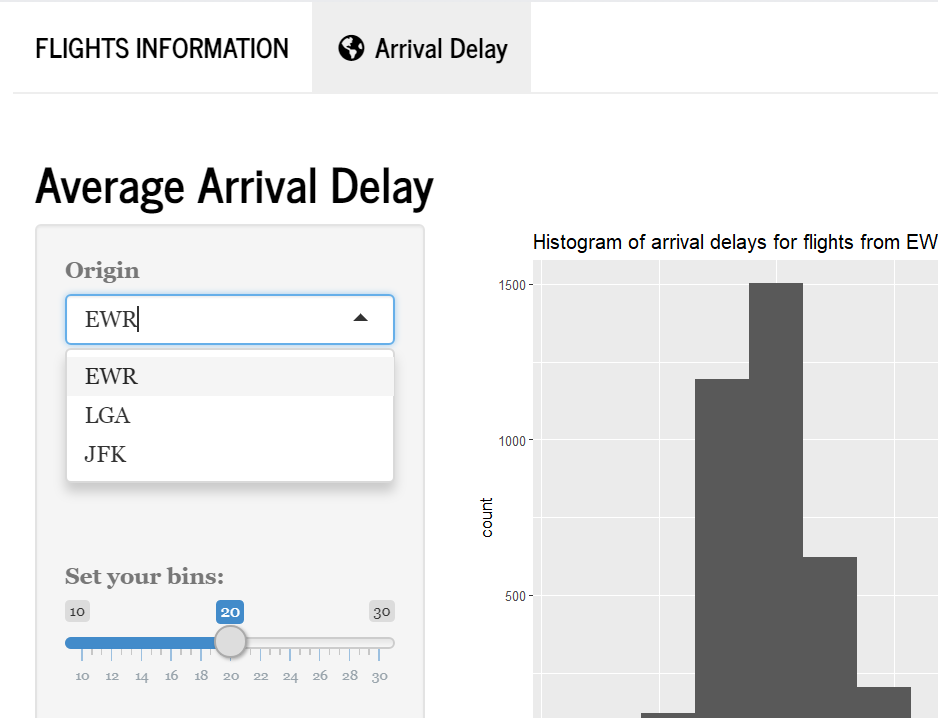 FLIGHTS INFORMATION
Arrival Delay
Average Arrival Delay
Origin
EWR
EWR
LGA
JFK
Set your bins:
10 20 30
10 12 14 16 18 20 22 24 26 28 30
Histogram of arrival delays for flights from EW
1500
1000
500
count